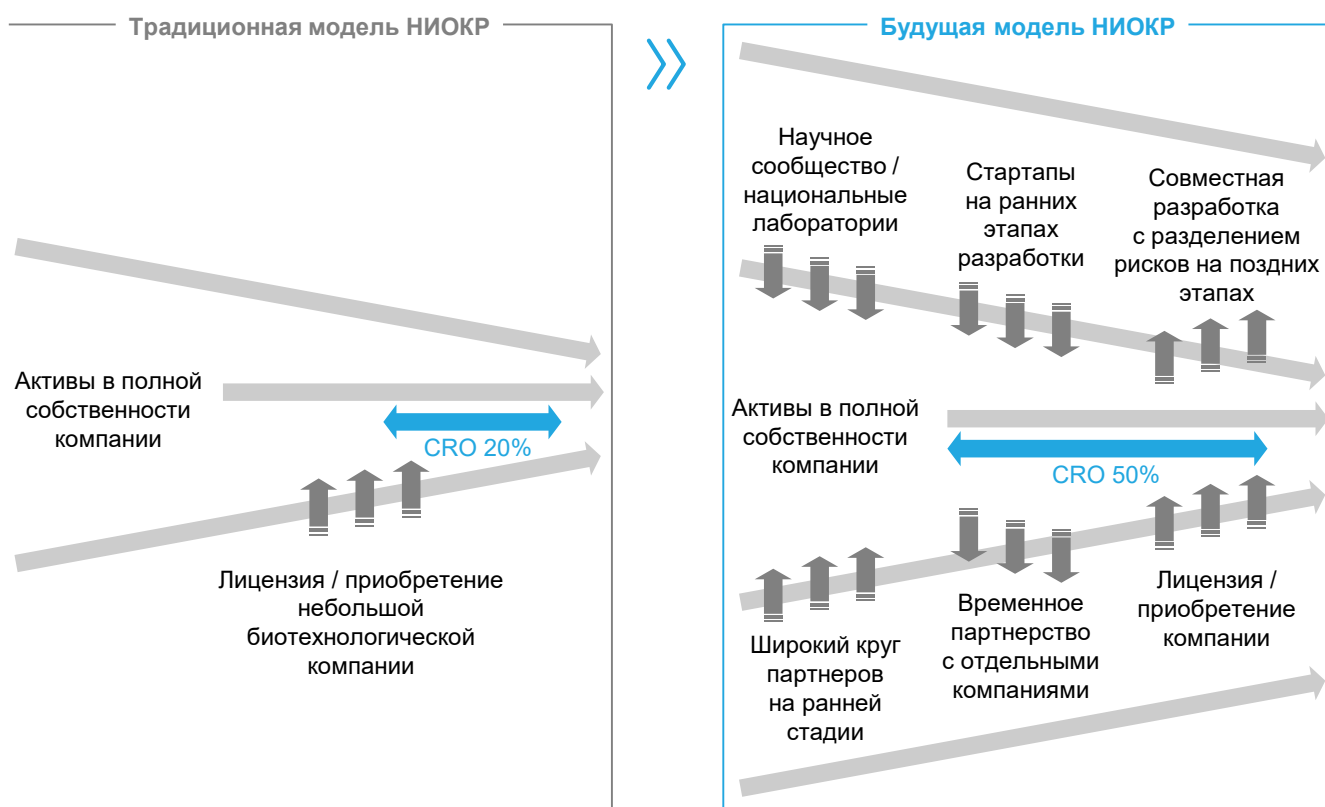 Традиционная модель НИОКР
Активы в полной
собственности
компании
CRO 20%
Лицензия / приобретение
небольшой
биотехнологической
компании
Будущая модель НИОКР
Научное
сообщество /
национальные
лаборатории
Стартапы
на ранних
этапах
разработки
Совместная
разработка
с разделением
рисков на поздних
этапах
Активы в полной
собственности
компании
CRO 50%
Широкий круг
партнеров
на ранней
стадии
Временное
партнерство
с отдельными
компаниями
Лицензия /
приобретение
компании